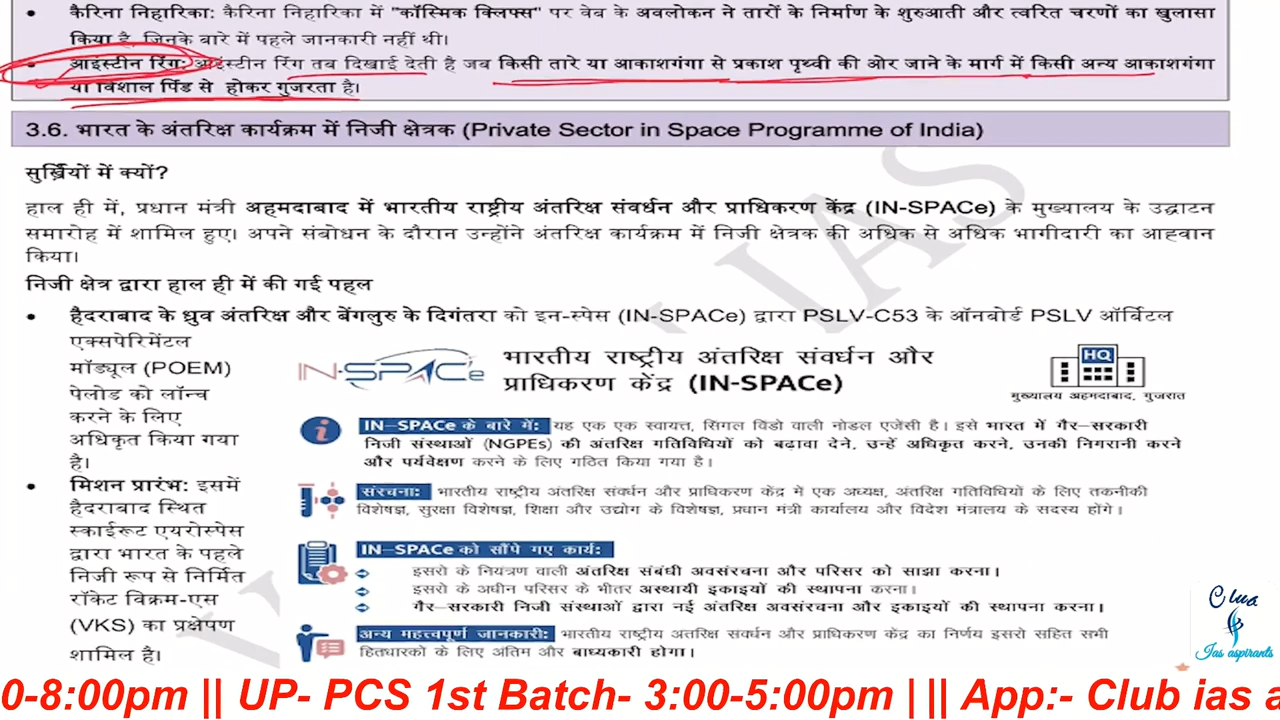 कैरिना निहारिका: कैरिना निहारिका में "कॉस्मिक क्लिफ्स" पर वेब के अवलोकन ने तारों के निर्माण के शुरुआती और त्वरित चरणों का खुलासा
किया है, जिनके बारे में पहले जानकारी नहीं थी।
आइंस्टीन रिंग: आइंस्टीन रिंग तब दिखाई देती है जब किसी तारे या आकाशगंगा से प्रकाश पृथ्वी की ओर जाने के मार्ग में किसी अन्य आकाशगंगा
या विशाल पिंड से होकर गुजरता है।
3.6. भारत के अंतरिक्ष कार्यक्रम में निजी क्षेत्रक (Private Sector in Space Programme of India)
सुर्ख़ियों में क्यों?
हाल ही में, प्रधान मंत्री अहमदाबाद में भारतीय राष्ट्रीय अंतरिक्ष संवर्धन और प्राधिकरण केंद्र (IN-SPACe) के मुख्यालय के उद्घाटन
समारोह में शामिल हुए। अपने संबोधन के दौरान उन्होंने अंतरिक्ष कार्यक्रम में निजी क्षेत्रक की अधिक से अधिक भागीदारी का आह्वान
किया।
निजी क्षेत्र द्वारा हाल ही में की गई पहल
हैदराबाद के ध्रुव अंतरिक्ष और बेंगलुरु के दिगंतरा को इन-स्पेस (IN-SPACe) द्वारा PSLV-C53 के ऑनबोर्ड PSLV ऑर्बिटल
एक्सपेरिमेंटल
मॉड्यूल (POEM)
पेलोड को लॉन्च
करने के लिए
अधिकृत किया गया
है।
मिशन प्रारंभ: इसमें
हैदराबाद स्थित
स्काईरूट एयरोस्पेस
द्वारा भारत के पहले
निजी रूप से निर्मित
रॉकेट विक्रम-एस
(VKS) का प्रक्षेपण
शामिल है।
IN-SPACe
भारतीय राष्ट्रीय अंतरिक्ष संवर्धन और
प्राधिकरण केंद्र (IN-SPACe)
HQ
मुख्यालय अहमदाबाद, गुजरात
IN-SPACe के बारे में: यह एक एक स्वायत्त, सिंगल विंडो वाली नोडल एजेंसी है। इसे भारत में गैर-सरकारी
निजी संस्थाओं (NGPEs) की अंतरिक्ष गतिविधियों को बढ़ावा देने, उन्हें अधिकृत करने, उनकी निगरानी करने
और पर्यवेक्षण करने के लिए गठित किया गया है।
संरचना: भारतीय राष्ट्रीय अंतरिक्ष संवर्धन और प्राधिकरण केंद्र में एक अध्यक्ष, अंतरिक्ष गतिविधियों के लिए तकनीकी
विशेषज्ञ, सुरक्षा विशेषज्ञ, शिक्षा और उद्योग के विशेषज्ञ, प्रधान मंत्री कार्यालय और विदेश मंत्रालय के सदस्य होंगे।
IN-SPACe को सौंपे गए कार्य:
इसरो के नियंत्रण वाली अंतरिक्ष संबंधी अवसंरचना और परिसर को साझा करना।
इसरो के अधीन परिसर के भीतर अस्थायी इकाइयों की स्थापना करना।
गैर-सरकारी निजी संस्थाओं द्वारा नई अंतरिक्ष अवसंरचना और इकाइयों की स्थापना करना।
अन्य महत्त्वपूर्ण जानकारी: भारतीय राष्ट्रीय अंतरिक्ष संवर्धन और प्राधिकरण केंद्र का निर्णय इसरो सहित सभी
हितधारकों के लिए अंतिम और बाध्यकारी होगा।
IAS
V
Club
Ias aspirants
0-8:00pm || UP- PCS 1st Batch- 3:00-5:00pm | || App:- Club ias a